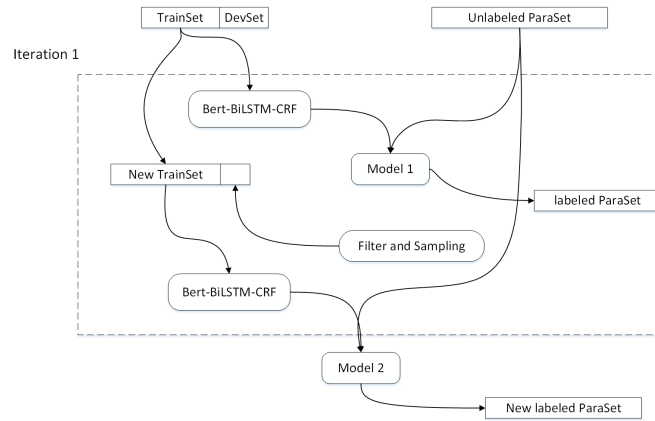 TrainSet DevSet
Unlabeled ParaSet
Iteration 1
Bert-BiLSTM-CRF
Model 1
New TrainSet
labeled ParaSet
Filter and Sampling
Bert-BiLSTM-CRF
Model 2
New labeled ParaSet